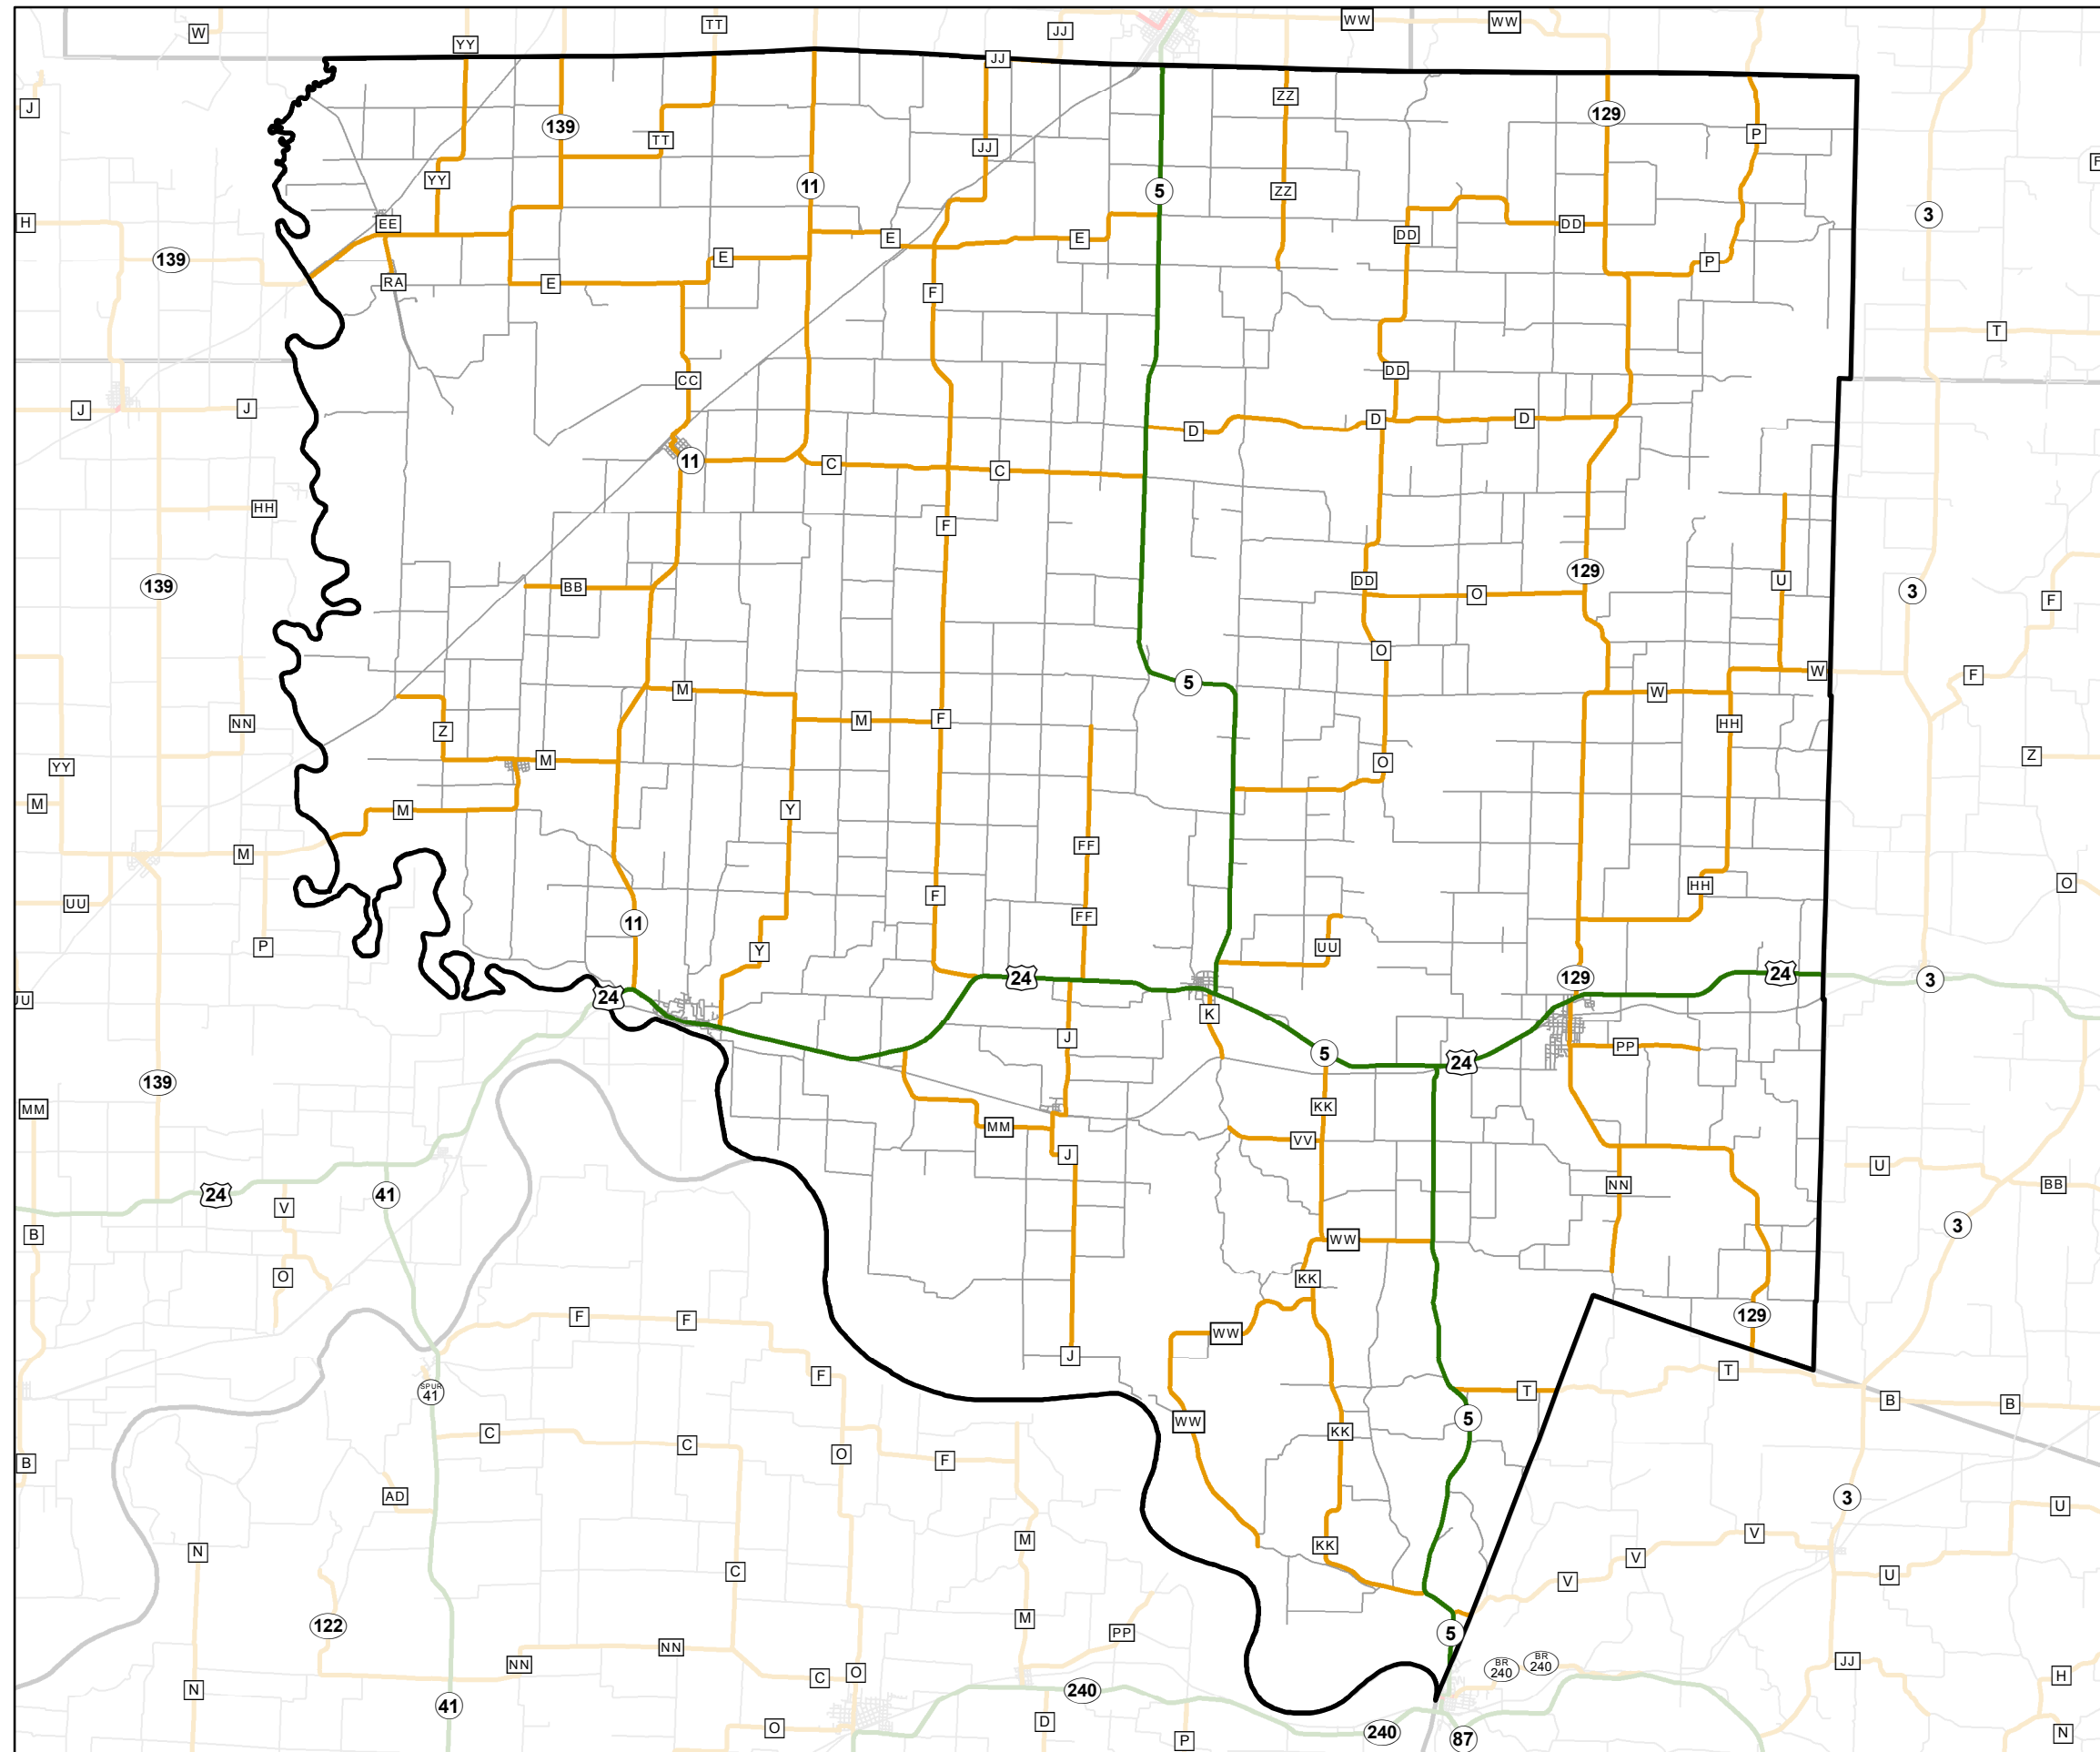 W
YY
TT
JJ
WW
WW
JJ
J
139
TT
JJ
ZZ
129
P
YY
11
5
ZZ
3
H
EE
E
E
DD
DD
139
RA
E
E
F
P
T
CC
DD
J
J
D
D
D
11
C
C
HH
F
139
BB
DD
O
129
U
3
F
O
M
5
W
W
F
NN
Z
M
F
HH
YY
M
O
Z
M
M
Y
FF
M
UU
F
FF
HH
O
P
11
Y
UU
24
24
129
24
3
K
J
5
24
PP
139
MM
KK
MM
J
VV
U
24
41
V
NN
BB
B
WW
3
O
KK
F
F
WW
129
F
J
T
SPUR
41
T
B
B
C
C
O
F
WW
KK
5
B
AD
3
U
N
C
M
KK
V
V
V
U
122
M
PP
5
NN
NN
C
O
BR
240
BR
240
JJ
H
N
41
240
O
D
P
240
87
N